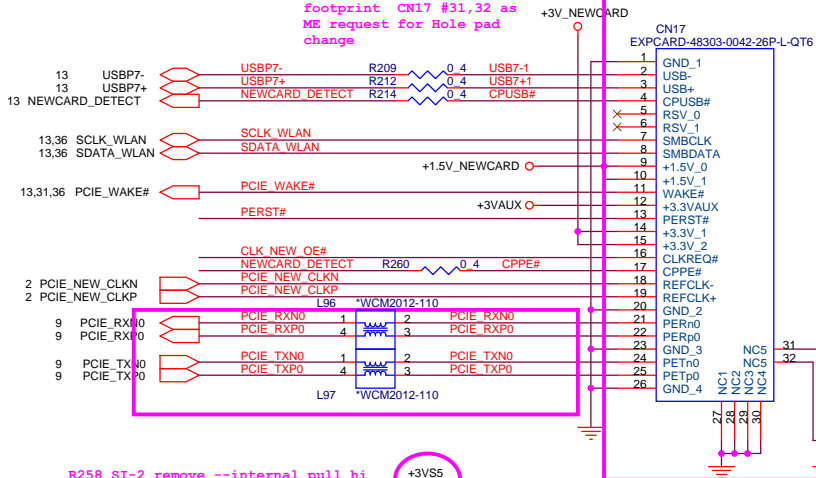 footprint CN17 #31,32 as
ME request for Hole pad
change
+3V_NEWCARD
CN17
EXPCARD-48303-0042-26P-L-QT6
13 USBP7- USBP7- R209 0_4 USB7-1 1 GND_1
13 USBP7+ USBP7+ R212 0_4 USB7+1 2 USB-
13 NEWCARD_DETECT NEWCARD_DETECT R214 0_4 CPUSB# 3 USB+
4 CPUSB#
5 RSV_0
6 RSV_1
13,36 SCLK_WLAN SCLK_WLAN 7 SMBCLK
13,36 SDATA_WLAN SDATA_WLAN 8 SMBDATA
+1.5V_NEWCARD 9 +1.5V_0
10 +1.5V_1
13,31,36 PCIE_WAKE# PCIE_WAKE# 11 WAKE#
+3VAUX 12 +3.3VAUX
PERST# 13 PERST#
14 +3.3V_1
15 +3.3V_2
CLK_NEW_OE# 16 CLKREQ#
NEWCARD_DETECT R260 0_4 CPPE# 17 CPPE#
2 PCIE_NEW_CLKN PCIE_NEW_CLKN 18 REFCLK-
2 PCIE_NEW_CLKP PCIE_NEW_CLKP 19 REFCLK+
L96 *WCM2012-110 20 GND_2
9 PCIE_RXN0 PCIE_RXN0 1 2 PCIE_RXN0 21 PERn0
9 PCIE_RXP0 PCIE_RXP0 4 3 PCIE_RXP0 22 PERp0
23 GND_3 NC5 31
9 PCIE_TXN0 PCIE_TXN0 1 2 PCIE_TXN0 24 PETn0 NC5 32
9 PCIE_TXP0 PCIE_TXP0 4 3 PCIE_TXP0 25 PETp0
L97 *WCM2012-110 26 GND_4
NC1 NC2 NC3 NC4
27 28 29 30
R258 SI-2 remove --internal pull hi
+3VS5